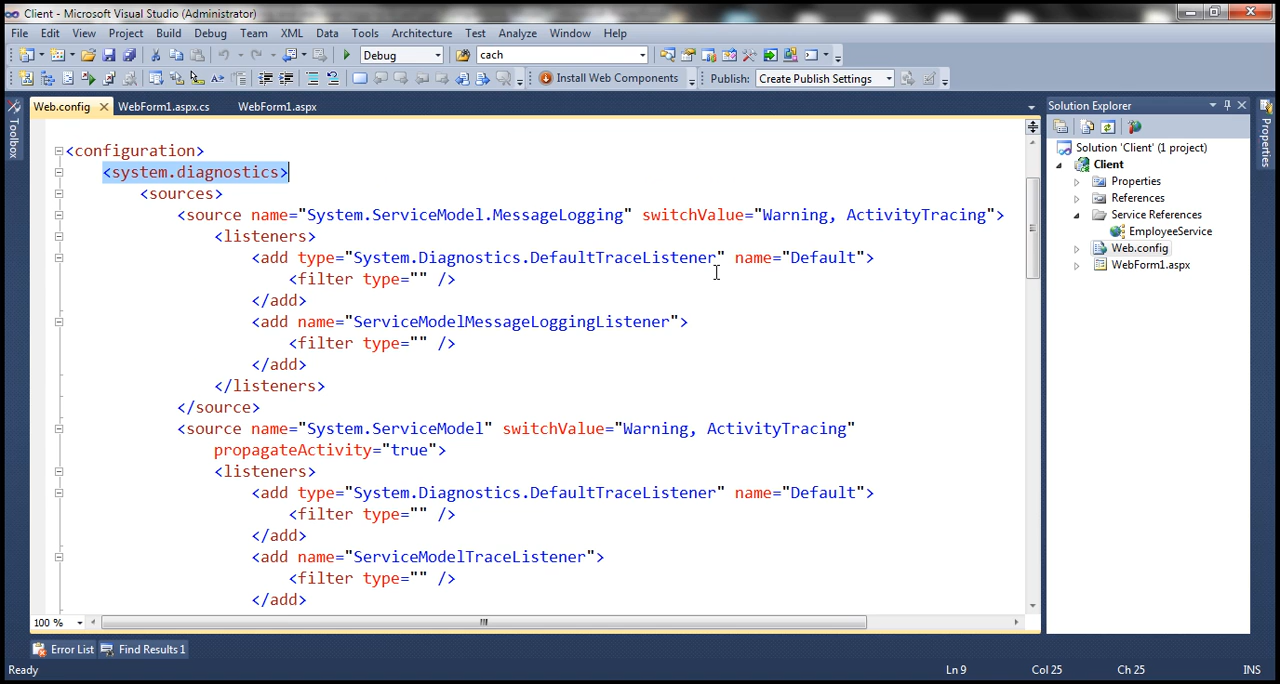 Client - Microsoft Visual Studio (Administrator)
File Edit View Project Build Debug Team XML Data Tools Architecture Test Analyze Window Help
Debug cach
Install Web Components Publish: Create Publish Settings
Web.config WebForm1.aspx.cs WebForm1.aspx
Toolbox
<configuration>
<system.diagnostics>
<sources>
<source name="System.ServiceModel.MessageLogging" switchValue="Warning, ActivityTracing">
<listeners>
<add type="System.Diagnostics.DefaultTraceListener" name="Default">
<filter type="" />
</add>
<add name="ServiceModelMessageLoggingListener">
<filter type="" />
</add>
</listeners>
</source>
<source name="System.ServiceModel" switchValue="Warning, ActivityTracing"
propagateActivity="true">
<listeners>
<add type="System.Diagnostics.DefaultTraceListener" name="Default">
<filter type="" />
</add>
<add name="ServiceModelTraceListener">
<filter type="" />
</add>
100 %
Solution Explorer
Solution 'Client' (1 project)
Client
Properties
References
Service References
EmployeeService
Web.config
WebForm1.aspx
Properties
Error List Find Results 1
Ready Ln 9 Col 25 Ch 25 INS